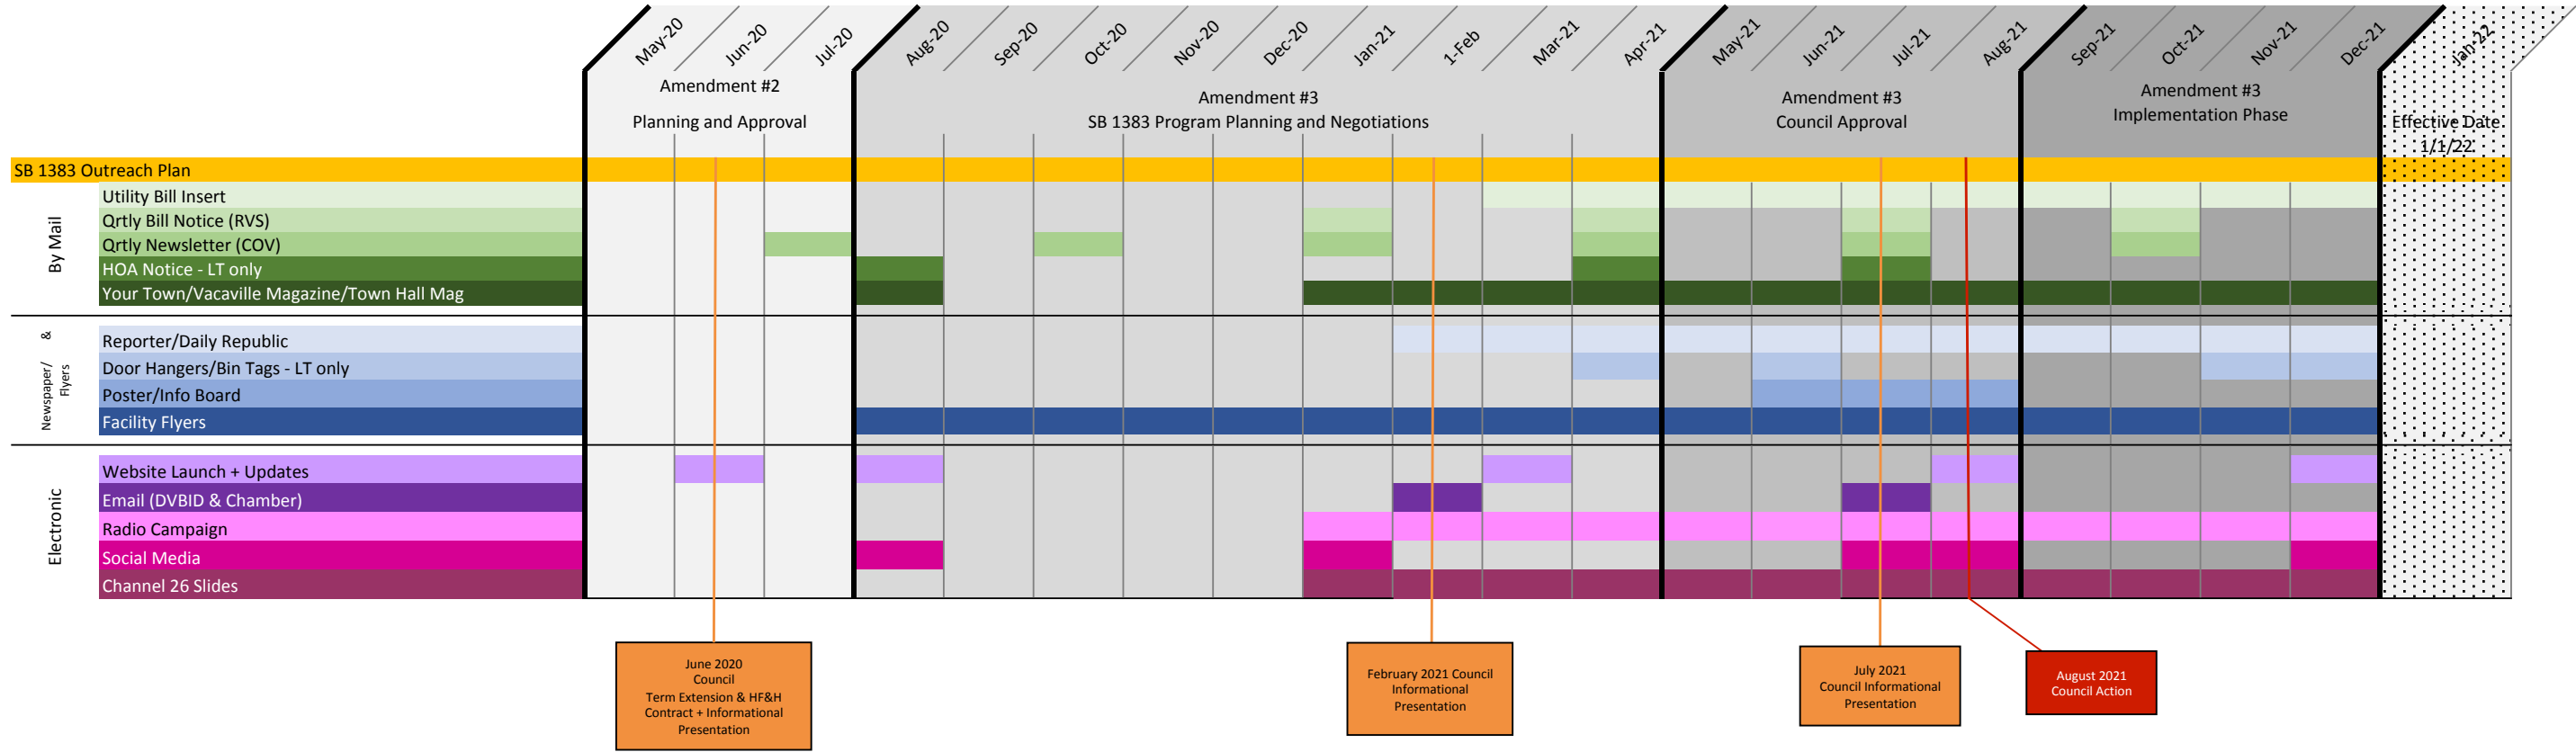 May-20
Jun-20
Jul-20
Aug-20
Sep-20
Oct-20
Nov-20
Dec-20
Jan-21
1-Feb
Mar-21
Apr-21
May-21
Jun-21
Jul-21
Aug-21
Sep-21
Oct-21
Nov-21
Dec-21
Jan-22
Amendment #2
Planning and Approval
Amendment #3
SB 1383 Program Planning and Negotiations
Amendment #3
Council Approval
Amendment #3
Implementation Phase
Effective Date
1/1/22
SB 1383 Outreach Plan
By Mail
Utility Bill Insert
Qrtly Bill Notice (RVS)
Qrtly Newsletter (COV)
HOA Notice - LT only
Your Town/Vacaville Magazine/Town Hall Mag
Newspaper/ &
Flyers
Reporter/Daily Republic
Door Hangers/Bin Tags - LT only
Poster/Info Board
Facility Flyers
Electronic
Website Launch + Updates
Email (DVBID & Chamber)
Radio Campaign
Social Media
Channel 26 Slides
June 2020
Council
Term Extension & HF&H
Contract + Informational
Presentation
February 2021 Council
Informational
Presentation
July 2021
Council Informational
Presentation
August 2021
Council Action